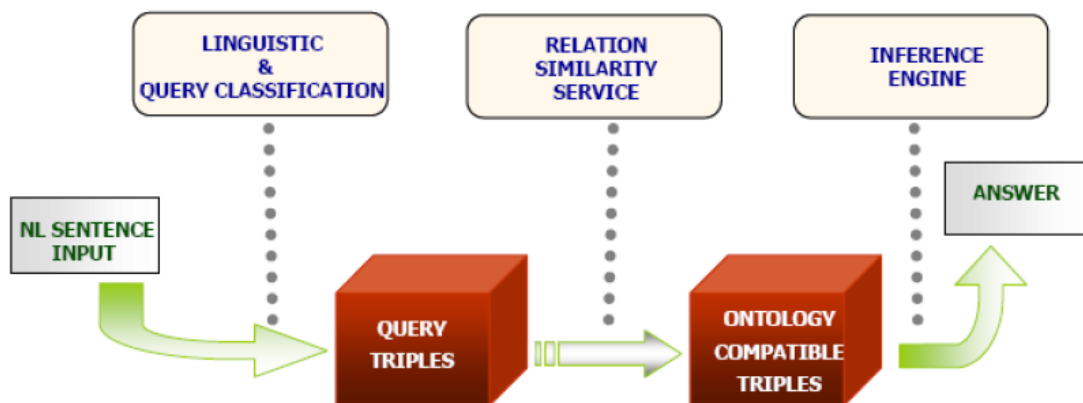 LINGUISTIC
&
QUERY CLASSIFICATION
RELATION
SIMILARITY
SERVICE
INFERENCE
ENGINE
NL SENTENCE
INPUT
QUERY
TRIPLES
ONTOLOGY
COMPATIBLE
TRIPLES
ANSWER